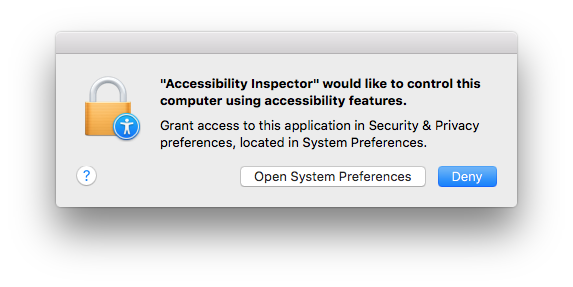 "Accessibility Inspector" would like to control this
computer using accessibility features.
Grant access to this application in Security & Privacy
preferences, located in System Preferences.
?
Open System Preferences
Deny